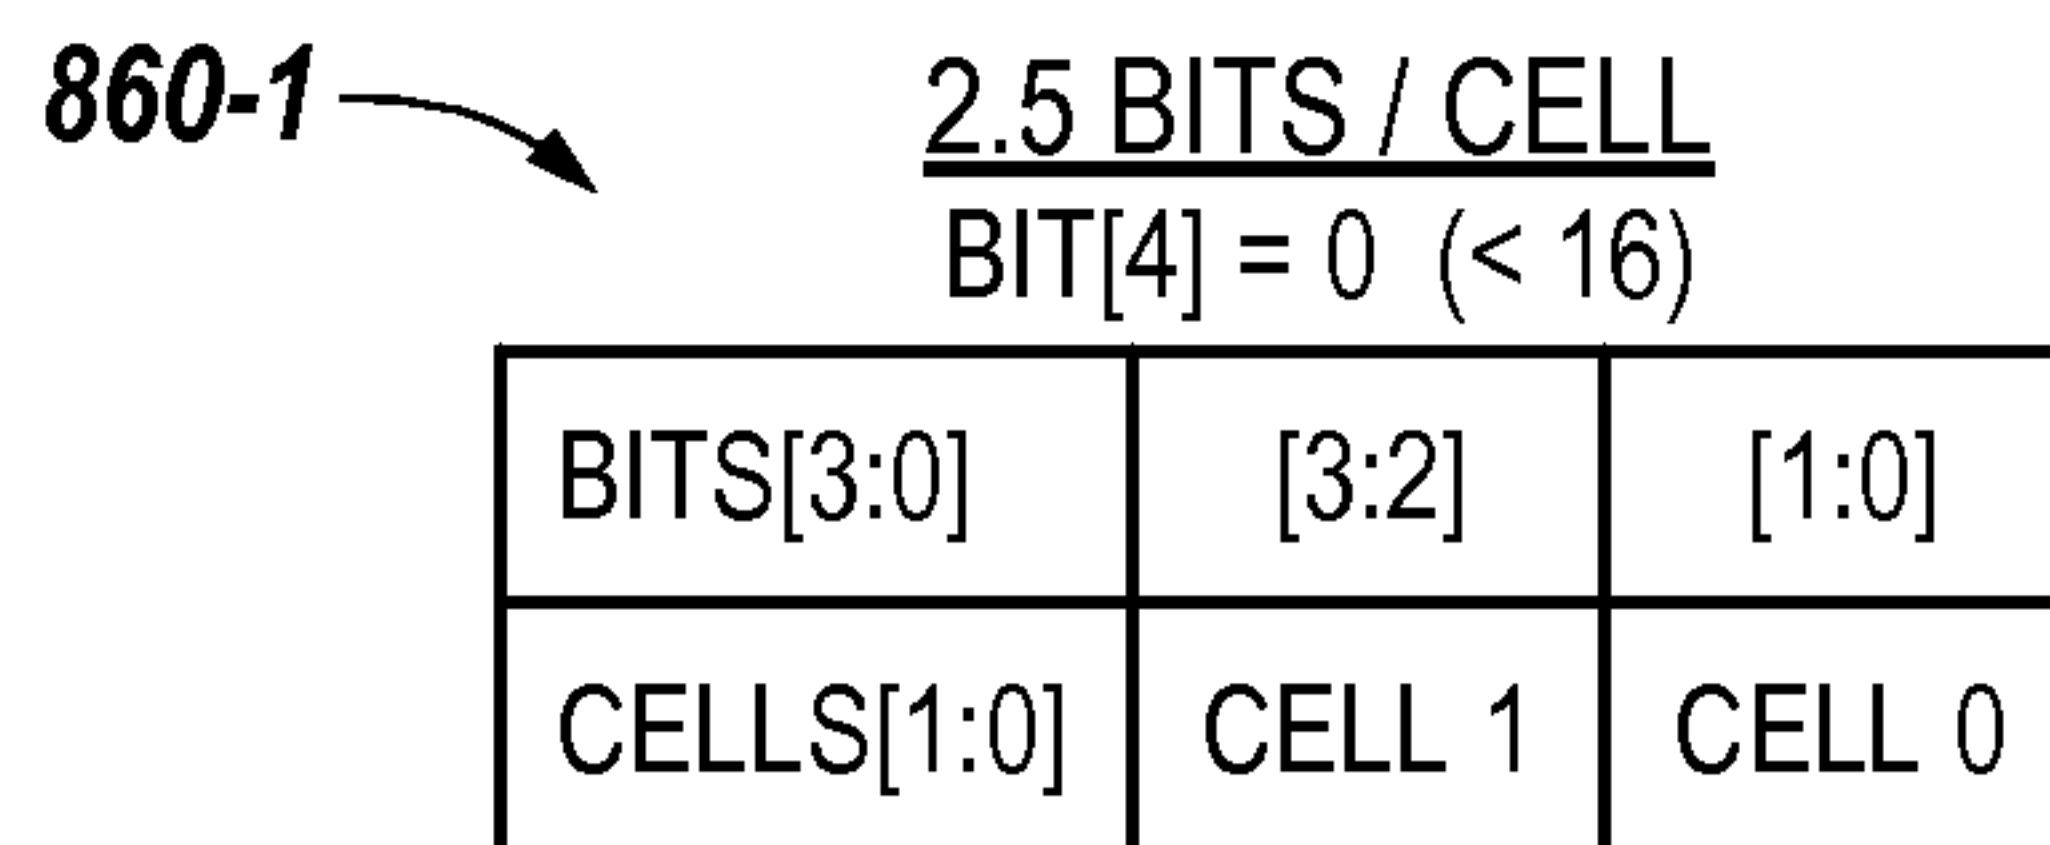 860-1
2.5 BITS / CELL
BIT[4] = 0 (< 16)
BITS[3:0] [3:2] [1:0]
CELLS[1:0] CELL 1 CELL 0